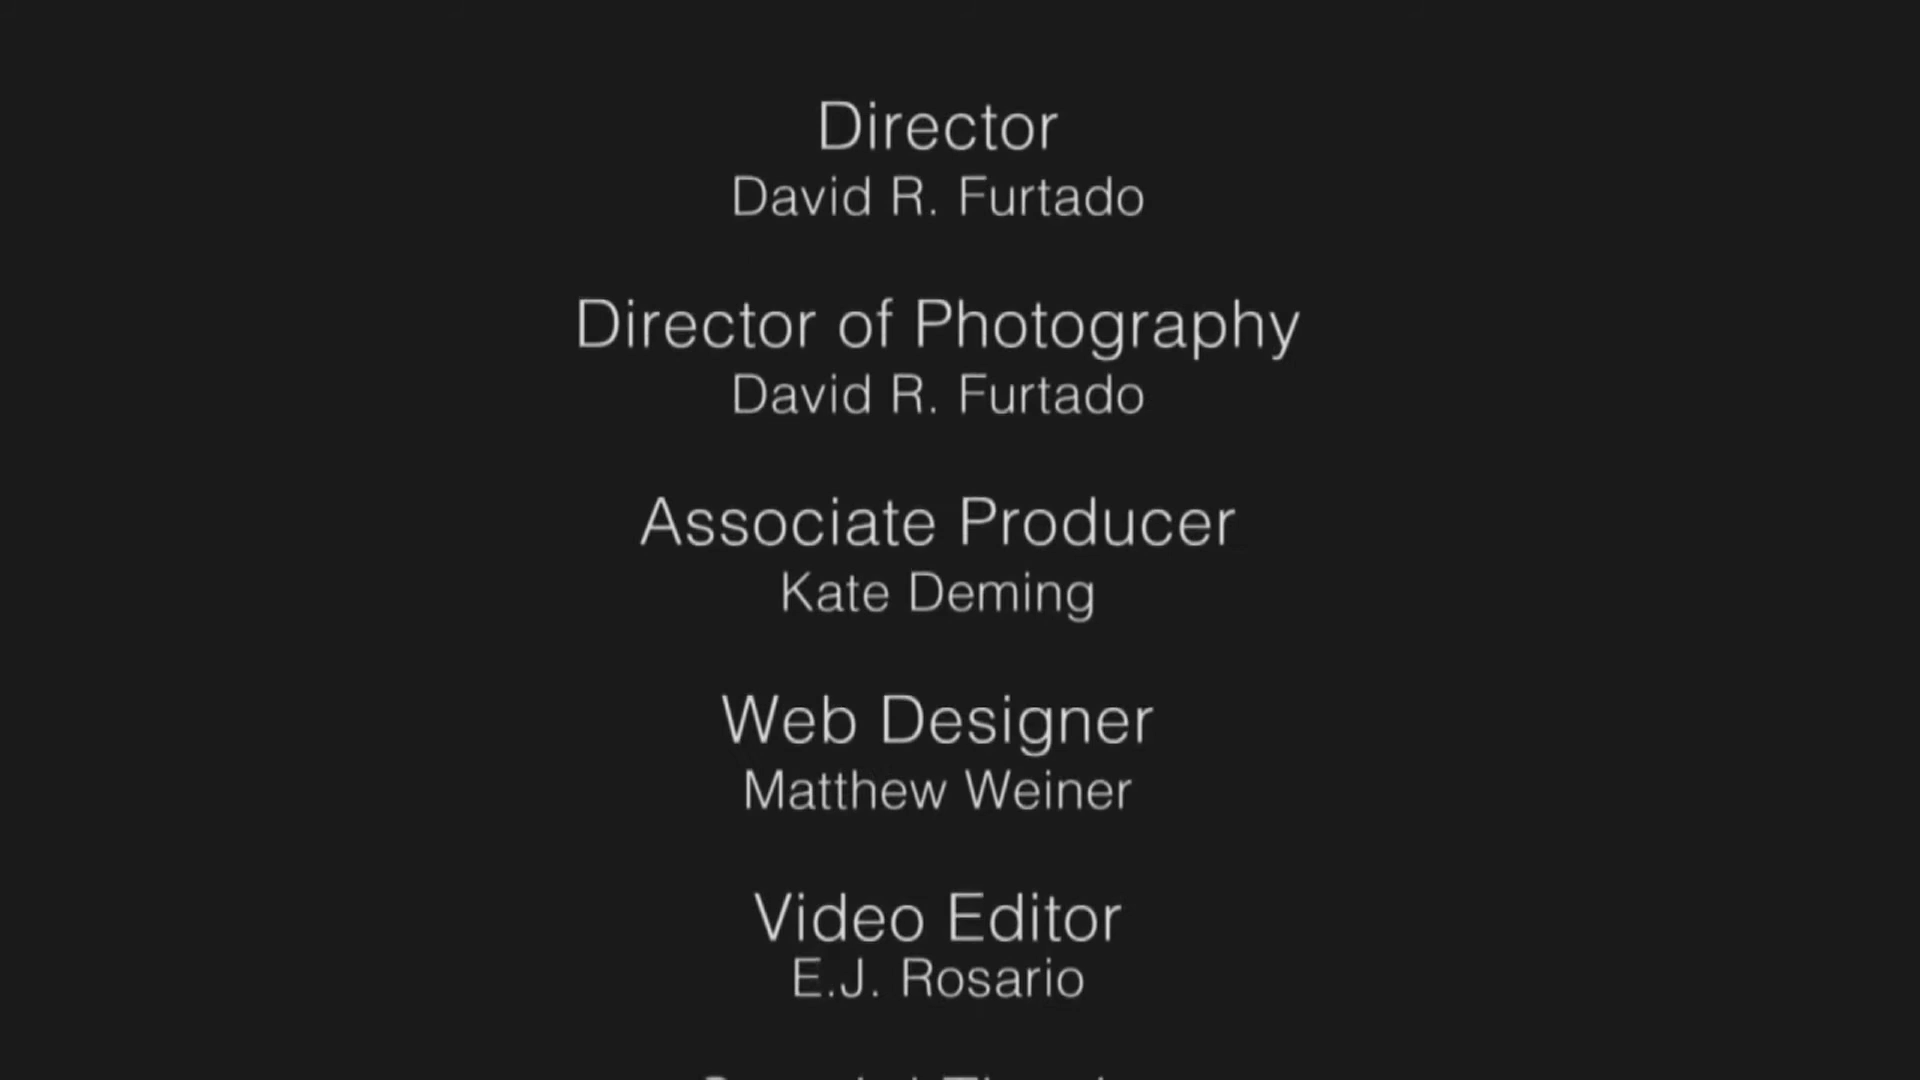 Director
David R. Furtado
Director of Photography
David R. Furtado
Associate Producer
Kate Deming
Web Designer
Matthew Weiner
Video Editor
E.J. Rosario